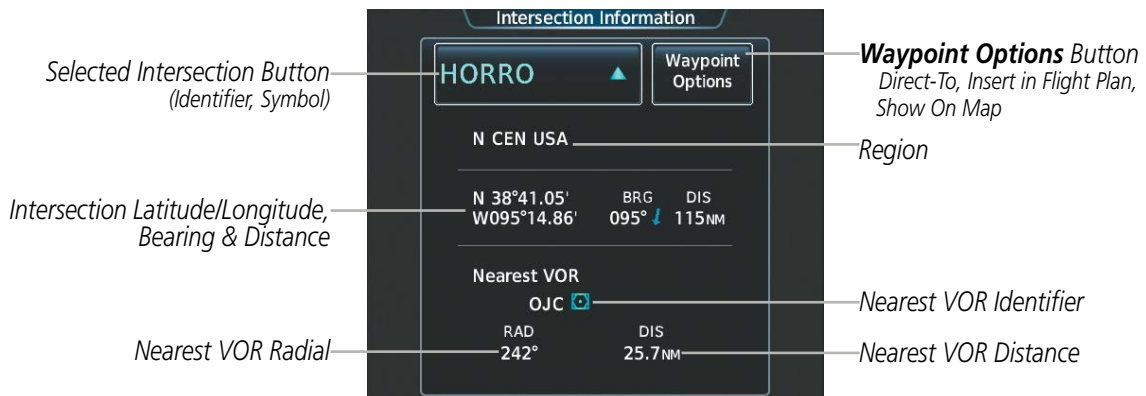 Intersection Information
Selected Intersection Button
(Identifier, Symbol)
HORRO
Waypoint
Options
Waypoint Options Button
Direct-To, Insert in Flight Plan,
Show On Map
N CEN USA
Region
Intersection Latitude/Longitude,
Bearing & Distance
N 38°41.05' BRG DIS
W095°14.86' 095° 115NM
Nearest VOR
OJC
Nearest VOR Identifier
RAD DIS
Nearest VOR Radial
242° 25.7NM
Nearest VOR Distance